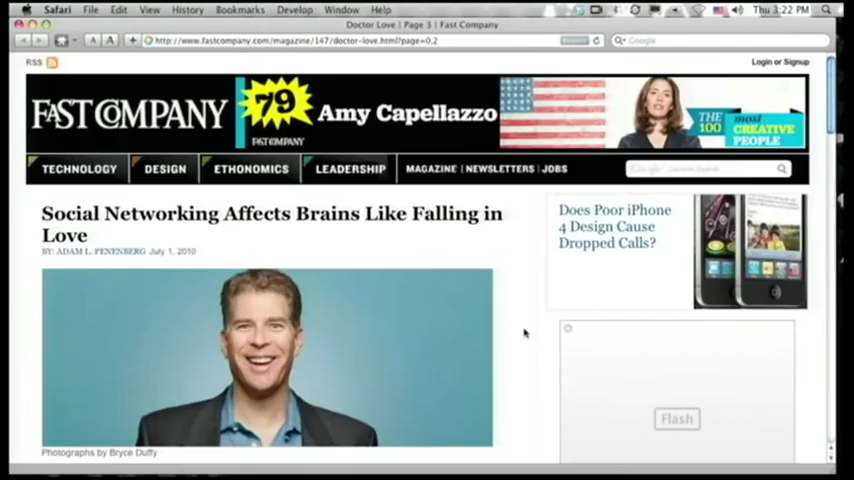 Safari File Edit View History Bookmarks Develop Window Help Thu 3:22 PM
Doctor Love | Page 3 | Fast Company
A A + http://www.fastcompany.com/magazine/147/doctor-love.html?page=0,2 Google
RSS Login or Signup
FAST COMPANY 79 FAST COMPANY Amy Capellazzo THE 100 most CREATIVE PEOPLE
TECHNOLOGY DESIGN ETHONOMICS LEADERSHIP MAGAZINE | NEWSLETTERS | JOBS
Social Networking Affects Brains Like Falling in
Love
BY: ADAM L. PENENBERG July 1, 2010
Does Poor iPhone
4 Design Cause
Dropped Calls?
Flash
Photographs by Bryce Duffy